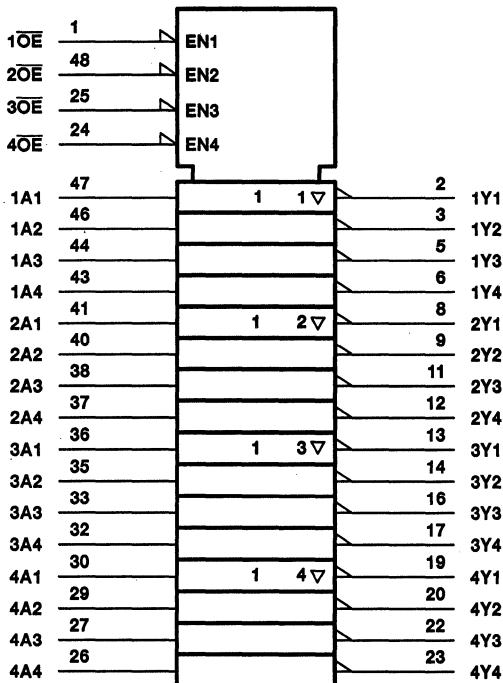 1O̅E̅ 1 EN1
2O̅E̅ 48 EN2
3O̅E̅ 25 EN3
4O̅E̅ 24 EN4
1A1 47 1 1 ▽ 2 1Y1
1A2 46 3 1Y2
1A3 44 5 1Y3
1A4 43 6 1Y4
2A1 41 1 2 ▽ 8 2Y1
2A2 40 9 2Y2
2A3 38 11 2Y3
2A4 37 12 2Y4
3A1 36 1 3 ▽ 13 3Y1
3A2 35 14 3Y2
3A3 33 16 3Y3
3A4 32 17 3Y4
4A1 30 1 4 ▽ 19 4Y1
4A2 29 20 4Y2
4A3 27 22 4Y3
4A4 26 23 4Y4